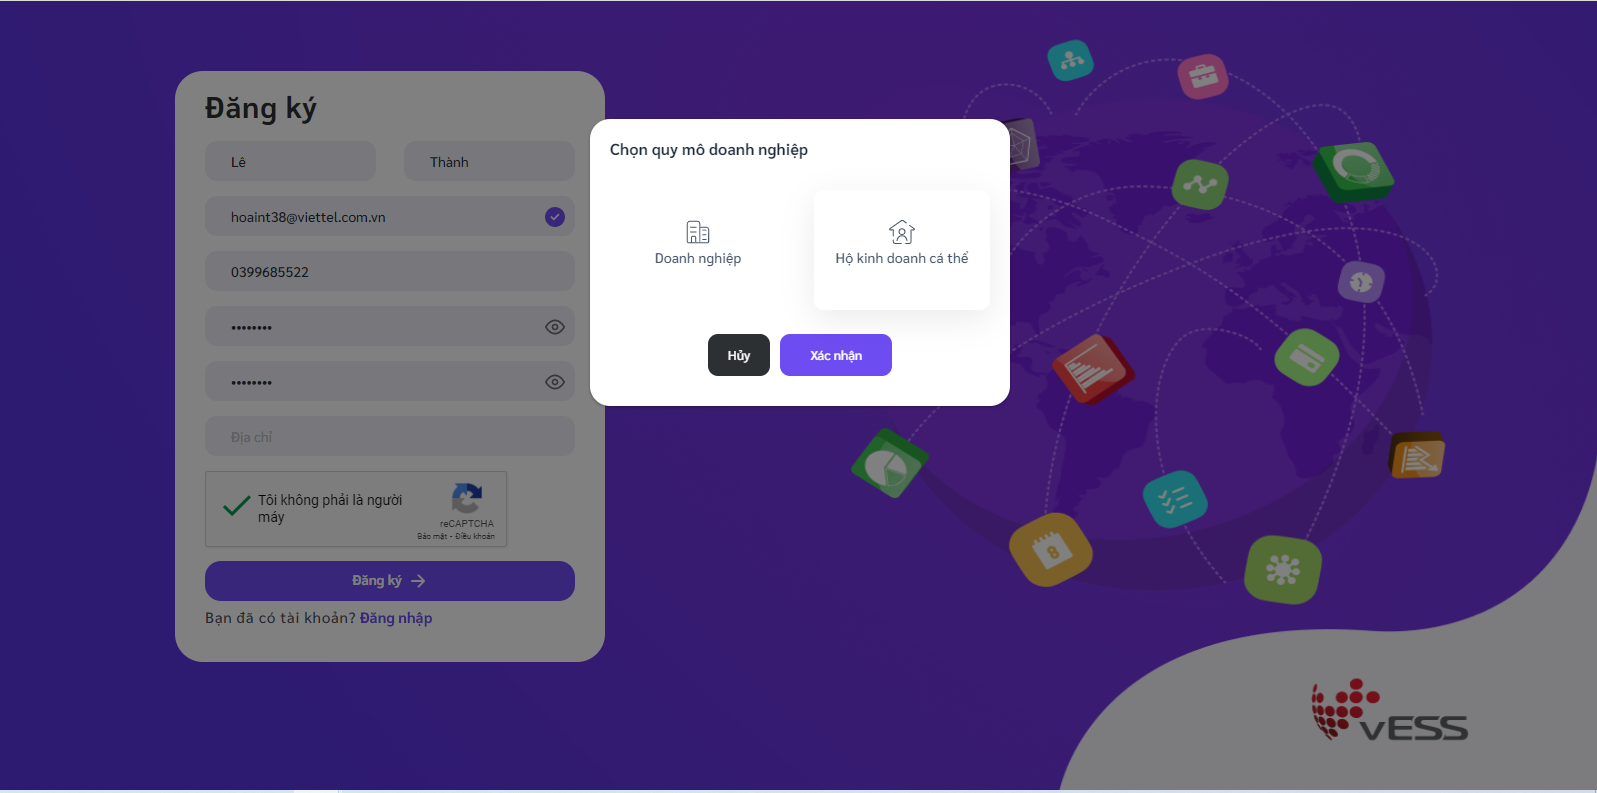 Đăng ký
Lê
Thành
hoaint38@viettel.com.vn
0399685522
••••••••
••••••••
Địa chỉ
Tôi không phải là người
máy
reCAPTCHA
Bảo mật - Điều khoản
Đăng ký
Bạn đã có tài khoản? Đăng nhập
Chọn quy mô doanh nghiệp
Doanh nghiệp
Hộ kinh doanh cá thể
Hủy
Xác nhận
8
vESS